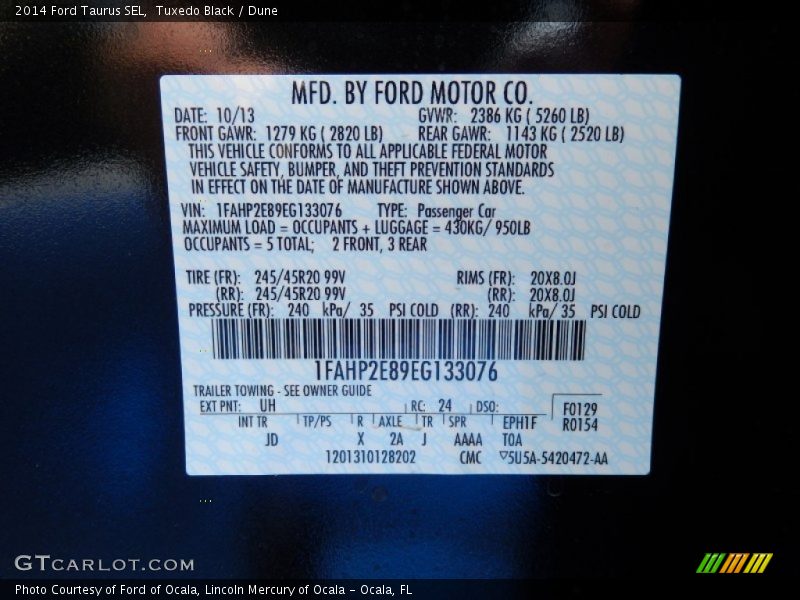 2014 Ford Taurus SEL,  Tuxedo Black / Dune
MFD. BY FORD MOTOR CO.
DATE: 10/13 GVWR: 2386 KG ( 5260 LB)
FRONT GAWR: 1279 KG ( 2820 LB) REAR GAWR: 1143 KG ( 2520 LB)
THIS VEHICLE CONFORMS TO ALL APPLICABLE FEDERAL MOTOR
VEHICLE SAFETY, BUMPER, AND THEFT PREVENTION STANDARDS
IN EFFECT ON THE DATE OF MANUFACTURE SHOWN ABOVE.
VIN: 1FAHP2E89EG133076 TYPE: Passenger Car
MAXIMUM LOAD = OCCUPANTS + LUGGAGE = 430KG/ 950LB
OCCUPANTS = 5 TOTAL; 2 FRONT, 3 REAR
TIRE (FR): 245/45R20 99V RIMS (FR): 20X8.0J
(RR): 245/45R20 99V (RR): 20X8.0J
PRESSURE (FR): 240 kPa/ 35 PSI COLD (RR): 240 kPa/ 35 PSI COLD
1FAHP2E89EG133076
TRAILER TOWING - SEE OWNER GUIDE
EXT PNT: UH RC: 24 DSO: F0129
INT TR TP/PS R AXLE TR SPR EPH1F R0154
JD X 2A J AAAA TOA
1201310128202 CMC ▽5U5A-5420472-AA
GTCARLOT.COM
Photo Courtesy of Ford of Ocala, Lincoln Mercury of Ocala - Ocala, FL